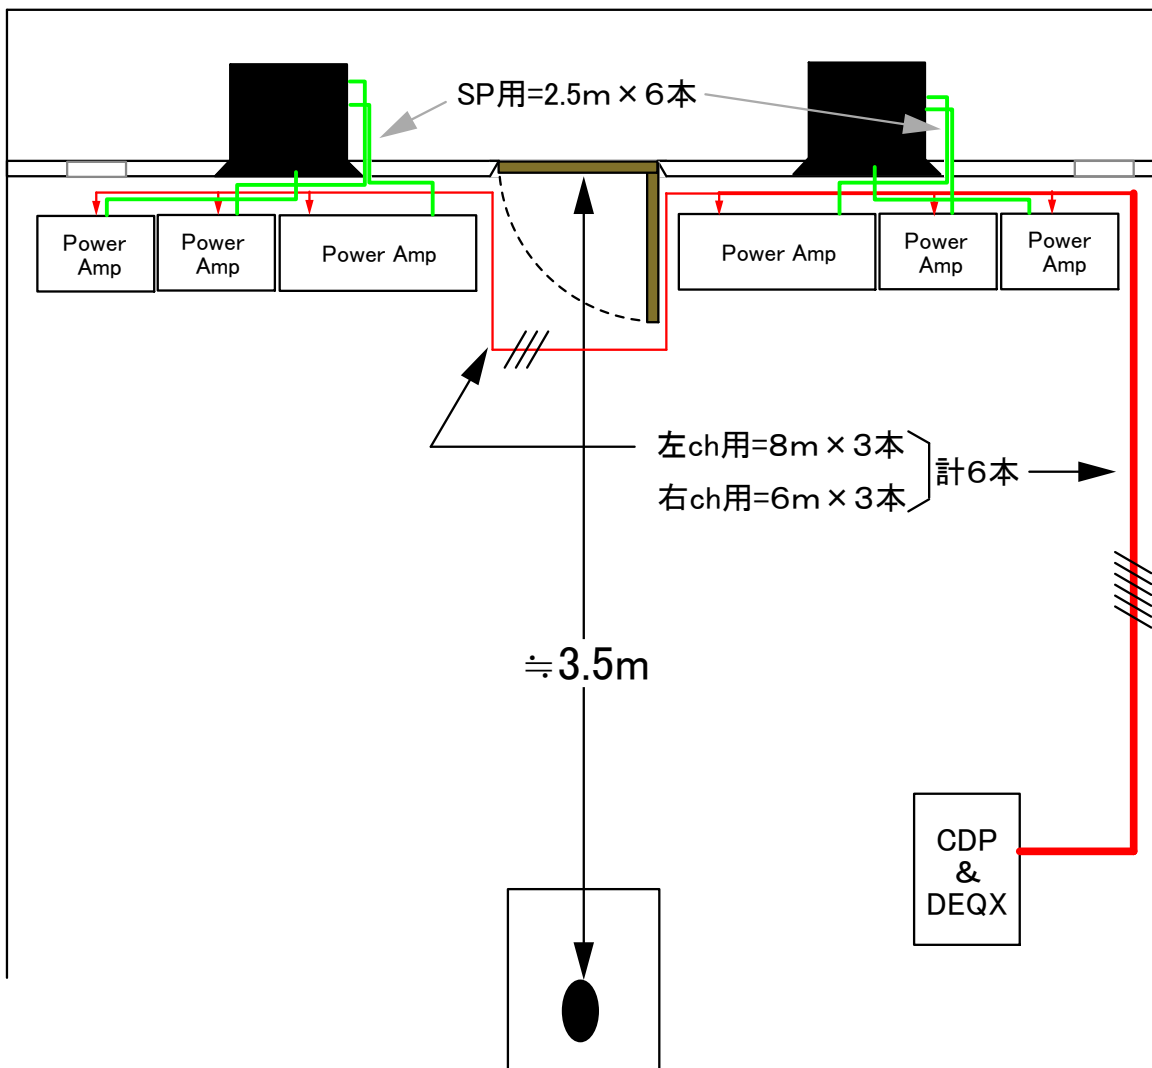 SP用=2.5m×6本
Power
Amp
Power
Amp
Power Amp
Power Amp
Power
Amp
Power
Amp
左ch用=8m×3本
右ch用=6m×3本
計6本
≒3.5m
CDP
&
DEQX